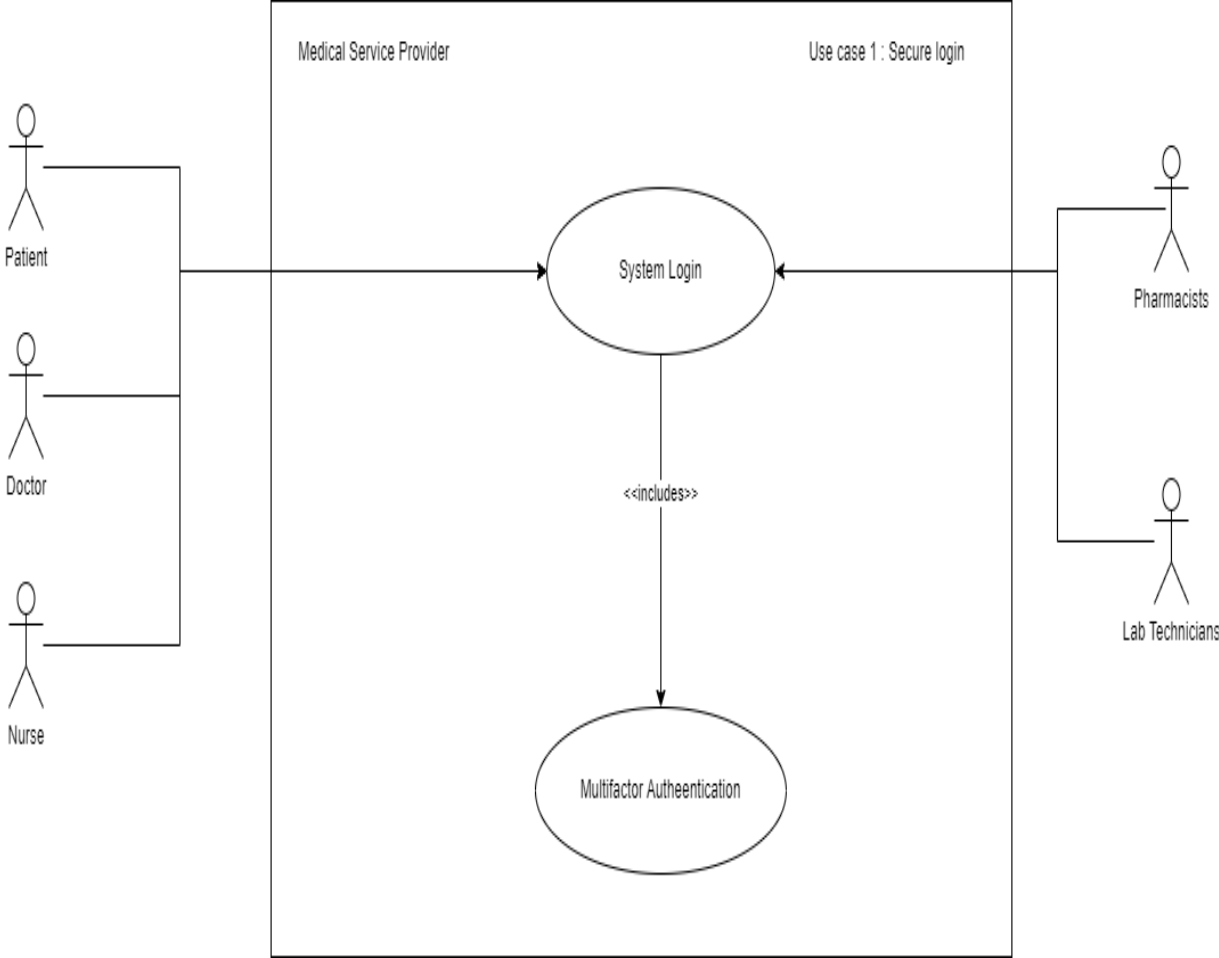 Medical Service Provider
Use case 1 : Secure login
Patient
System Login
Pharmacists
Doctor
<<includes>>
Lab Technicians
Nurse
Multifactor Autheentication